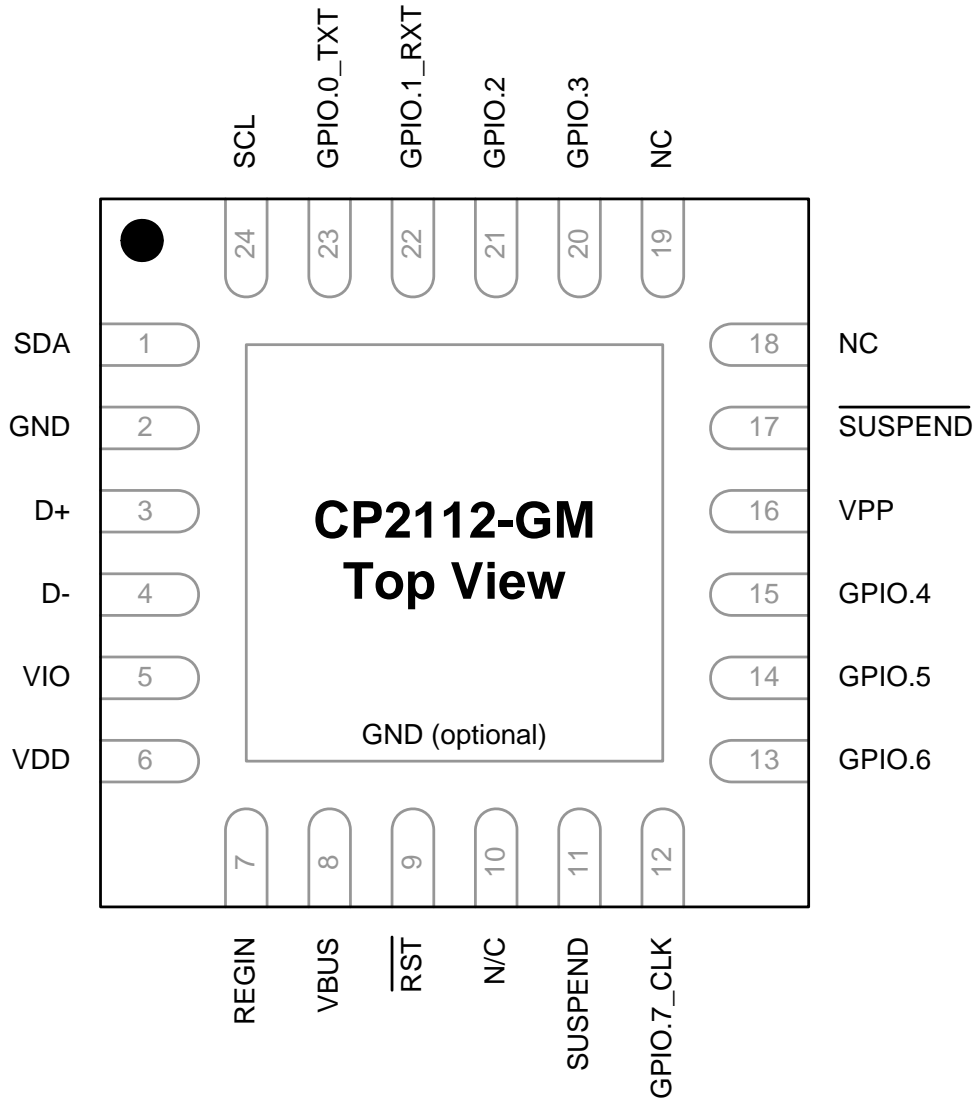 SCL
GPIO.0_TXT
GPIO.1_RXT
GPIO.2
GPIO.3
NC
24
23
22
21
20
19
SDA
1
18
NC
GND
2
17
SUSPEND
D+
3
CP2112-GM
16
VPP
D-
4
Top View
15
GPIO.4
VIO
5
14
GPIO.5
VDD
6
GND (optional)
13
GPIO.6
7
8
9
10
11
12
REGIN
VBUS
RST
N/C
SUSPEND
GPIO.7_CLK